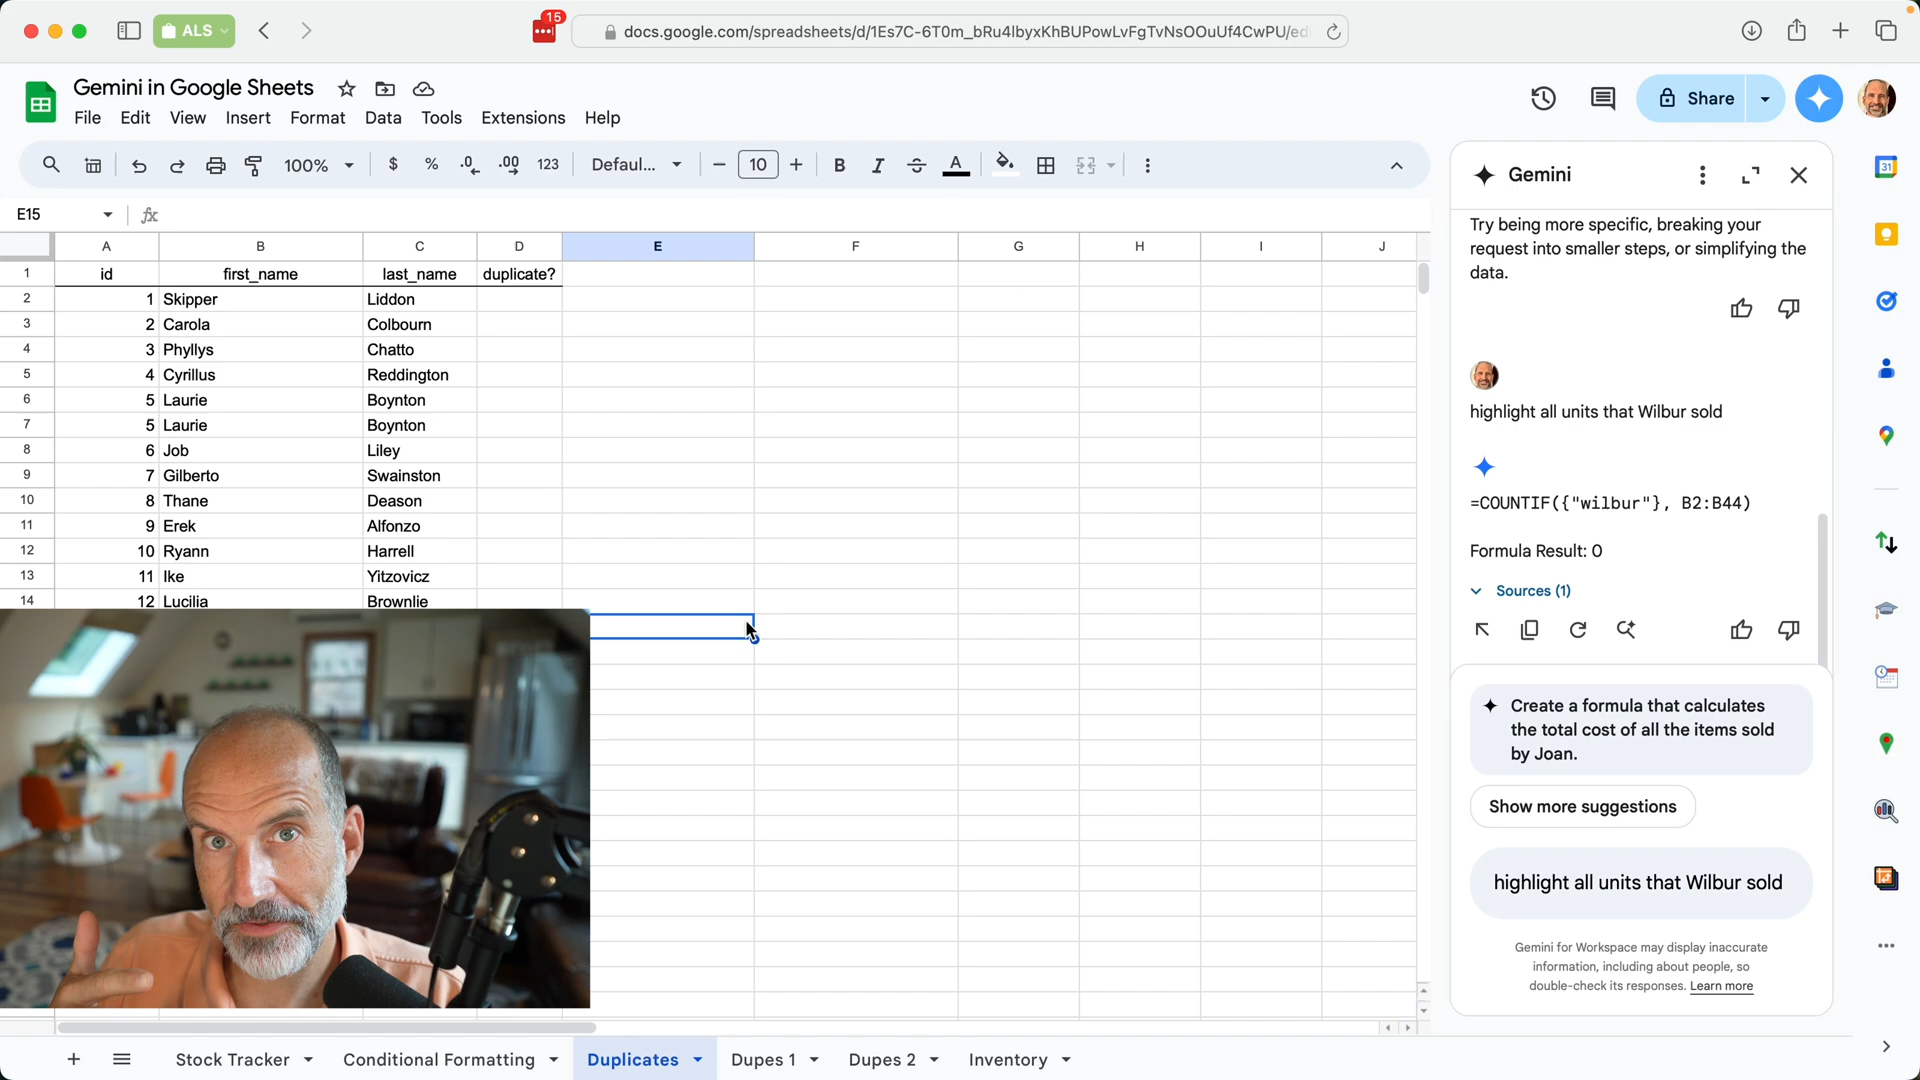 ALS
15
docs.google.com/spreadsheets/d/1Es7C-6T0m_bRu4lbyxKhBUPowLvFgTvNsOOuUf4CwPU/edi
Gemini in Google Sheets
File Edit View Insert Format Data Tools Extensions Help
Share
100% $ % .0 .00 123 Defaul... 10 B I A
E15
fx
A B C D E F G H I J
1 id first_name last_name duplicate?
2 1 Skipper Liddon
3 2 Carola Colbourn
4 3 Phyllys Chatto
5 4 Cyrillus Reddington
6 5 Laurie Boynton
7 5 Laurie Boynton
8 6 Job Liley
9 7 Gilberto Swainston
10 8 Thane Deason
11 9 Erek Alfonzo
12 10 Ryann Harrell
13 11 Ike Yitzovicz
14 12 Lucilia Brownlie
Gemini
Try being more specific, breaking your
request into smaller steps, or simplifying the
data.
highlight all units that Wilbur sold
=COUNTIF({"wilbur"}, B2:B44)
Formula Result: 0
Sources (1)
Create a formula that calculates
the total cost of all the items sold
by Joan.
Show more suggestions
highlight all units that Wilbur sold
Gemini for Workspace may display inaccurate
information, including about people, so
double-check its responses. Learn more
31
Stock Tracker Conditional Formatting Duplicates Dupes 1 Dupes 2 Inventory